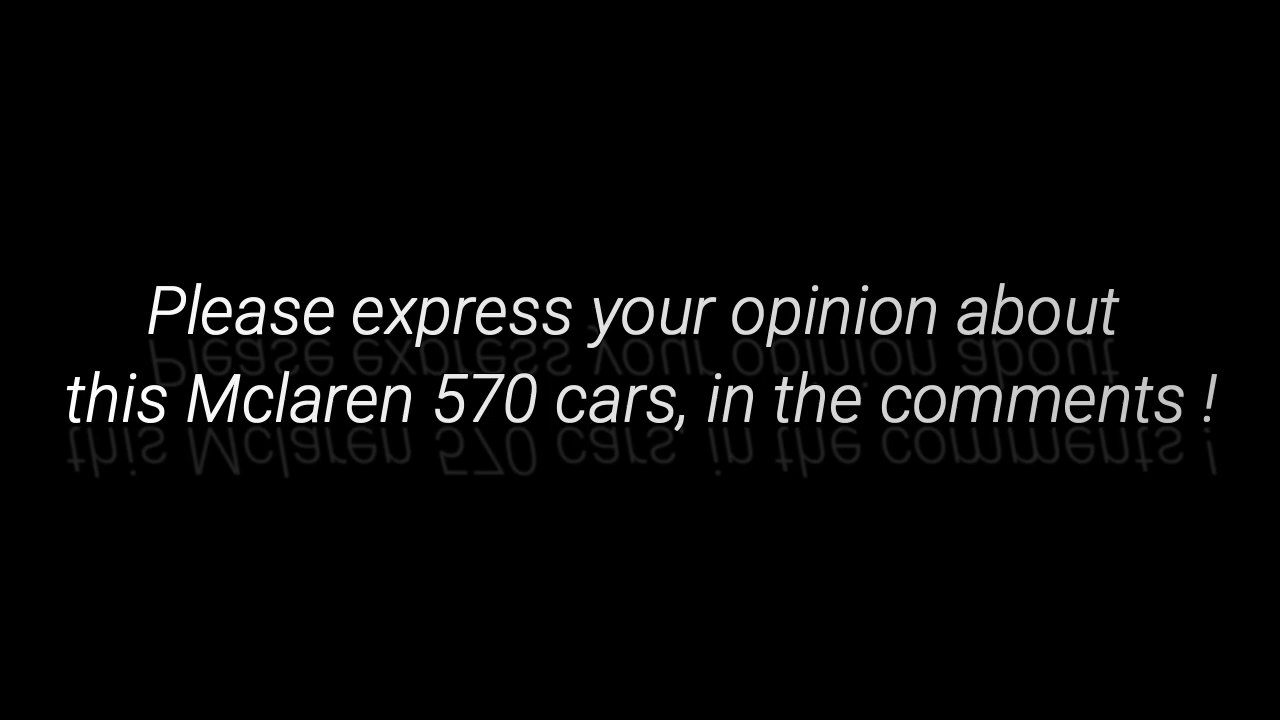 Please express your opinion about
this Mclaren 570 cars, in the comments !